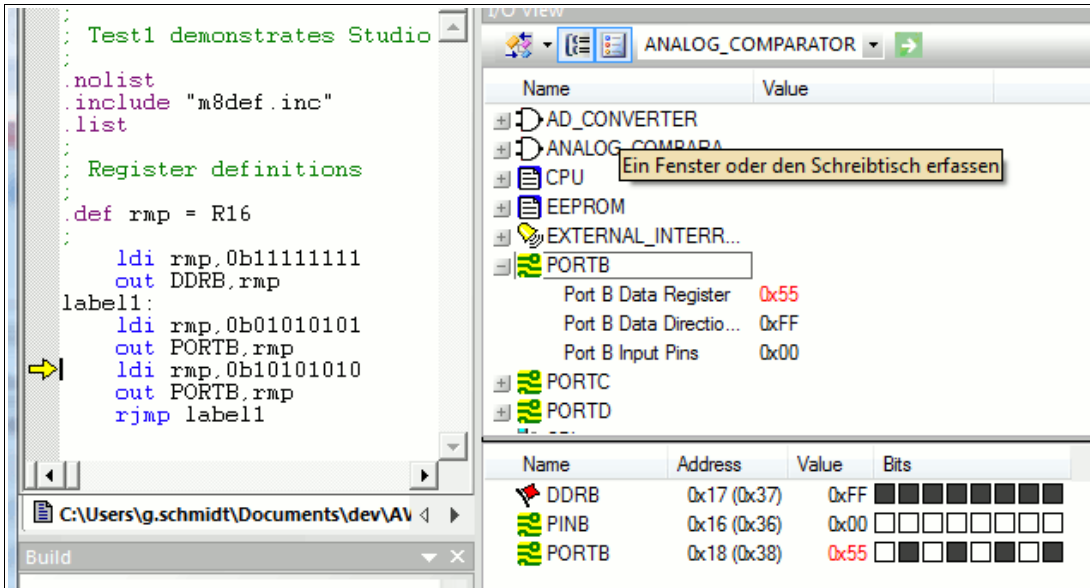 ;
; Test1 demonstrates Studio
;
.nolist
.include "m8def.inc"
.list
;
; Register definitions
;
.def rmp = R16
;
ldi rmp,0b11111111
out DDRB,rmp
label1:
ldi rmp,0b01010101
out PORTB,rmp
ldi rmp,0b10101010
out PORTB,rmp
rjmp label1
C:\Users\g.schmidt\Documents\dev\AV
Build
I/O View
ANALOG_COMPARATOR
Name Value
AD_CONVERTER
ANALOG_COMPARA
Ein Fenster oder den Schreibtisch erfassen
CPU
EEPROM
EXTERNAL_INTERR...
PORTB
Port B Data Register 0x55
Port B Data Directio... 0xFF
Port B Input Pins 0x00
PORTC
PORTD
Name Address Value Bits
DDRB 0x17 (0x37) 0xFF
PINB 0x16 (0x36) 0x00
PORTB 0x18 (0x38) 0x55